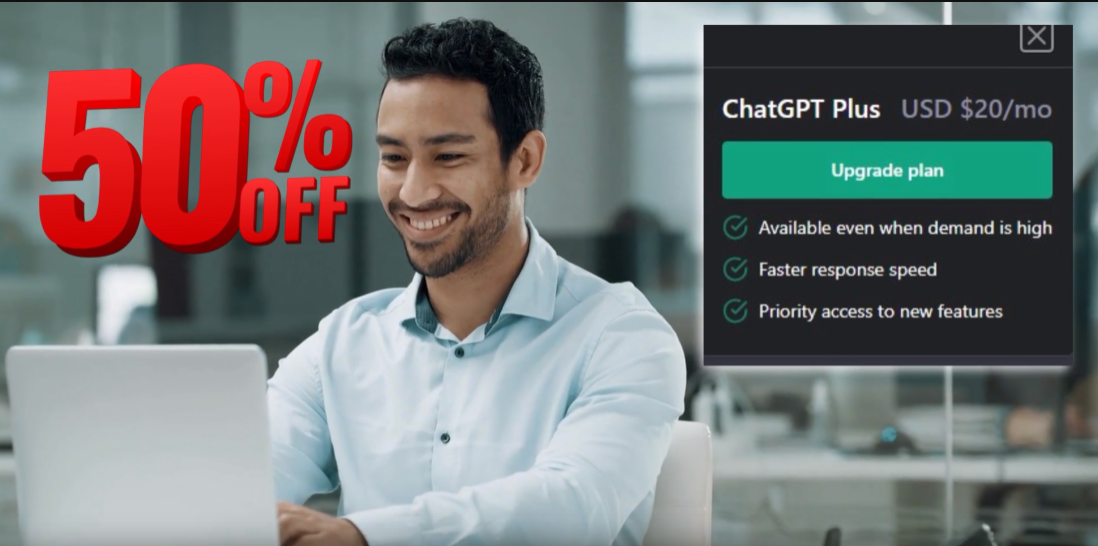 50%
OFF
ChatGPT Plus USD $20/mo
Upgrade plan
Available even when demand is high
Faster response speed
Priority access to new features